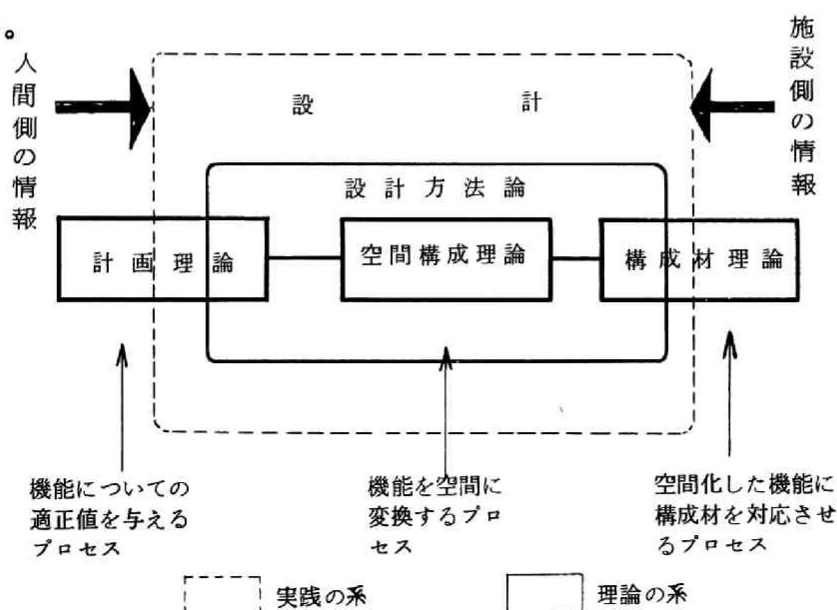 人間側の情報
施設側の情報
設計
設計方法論
計画理論
空間構成理論
構成材理論
機能についての
適正値を与える
プロセス
機能を空間に
変換するプロ
セス
空間化した機能に
構成材を対応させ
るプロセス
実践の系
理論の系